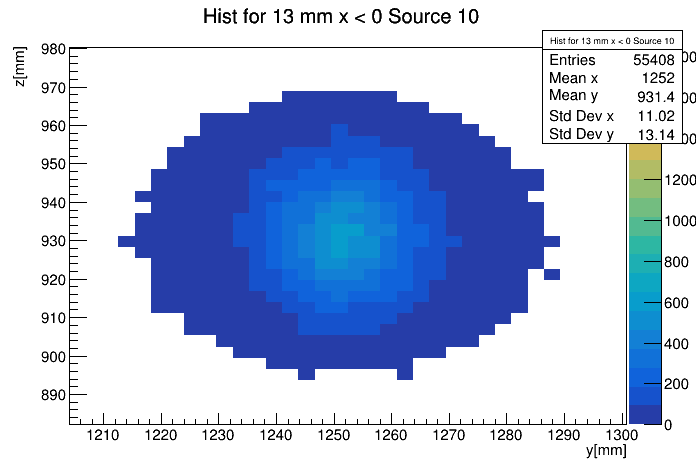 Hist for 13 mm x < 0 Source 10
Hist for 13 mm x < 0 Source 10
Entries 55408
Mean x 1252
Mean y 931.4
Std Dev x 11.02
Std Dev y 13.14
z[mm]
980
970
960
950
940
930
920
910
900
890
1210 1220 1230 1240 1250 1260 1270 1280 1290 1300
y[mm]
1200
1000
800
600
400
200
0